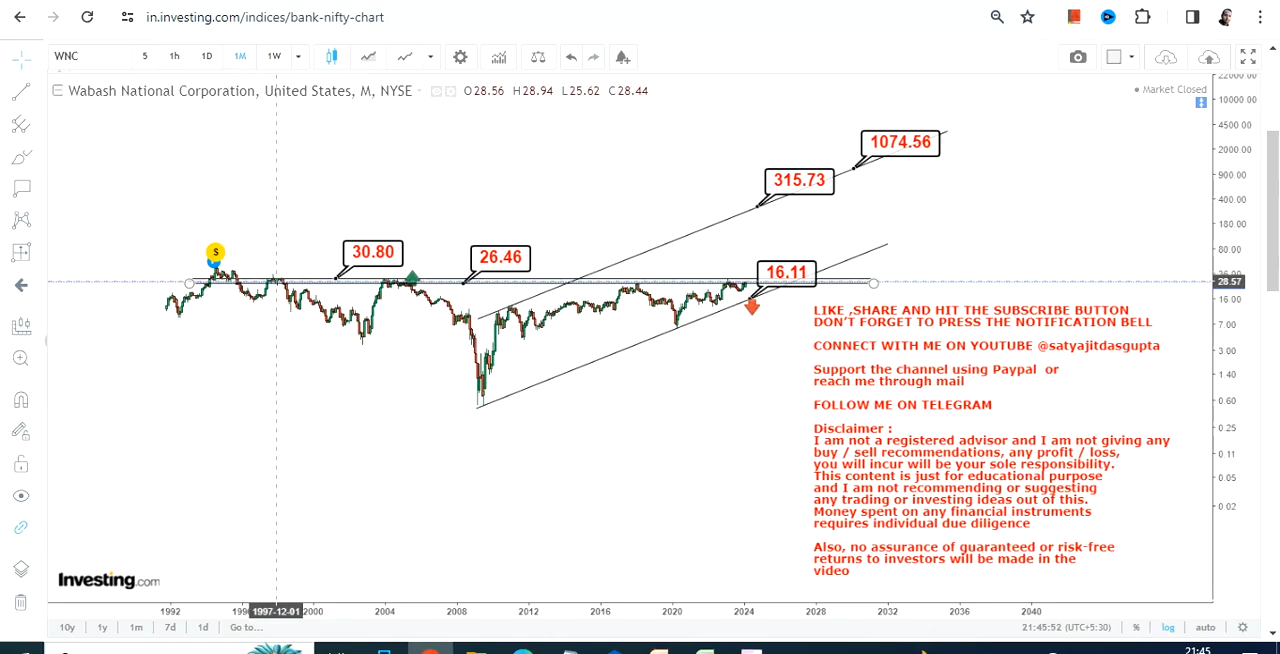 in.investing.com/indices/bank-nifty-chart
WNC 5 1h 1D 1M 1W
Wabash National Corporation, United States, M, NYSE O28.56 H28.94 L25.62 C28.44
Market Closed
10000.00
4500.00
2000.00
900.00
400.00
160.00
80.00
28.57
16.00
7.00
3.00
1.40
0.60
0.25
0.11
0.05
0.02
1074.56
315.73
30.80
26.46
16.11
$
LIKE ,SHARE AND HIT THE SUBSCRIBE BUTTON
DON'T FORGET TO PRESS THE NOTIFICATION BELL
CONNECT WITH ME ON YOUTUBE @satyajitdasgupta
Support the channel using Paypal or
reach me through mail
FOLLOW ME ON TELEGRAM
Disclaimer :
I am not a registered advisor and I am not giving any
buy / sell recommendations, any profit / loss,
you will incur will be your sole responsibility.
This content is just for educational purpose
and I am not recommending or suggesting
any trading or investing ideas out of this.
Money spent on any financial instruments
requires individual due diligence
Also, no assurance of guaranteed or risk-free
returns to investors will be made in the
video
Investing.com
1992 1997-12-01 2000 2004 2008 2012 2016 2020 2024 2028 2032 2036 2040
10y 1y 1m 7d 1d Go to... 21:45:52 (UTC+5:30) % log auto
21:45